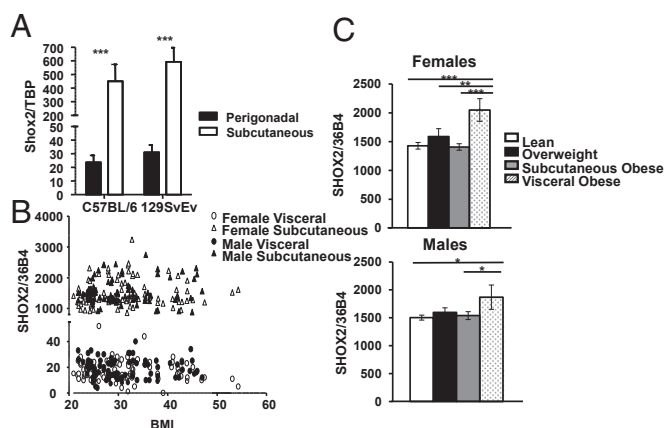 A
Shox2/TBP
700
600
500
400
300
200
100
30
20
10
0
***
***
Perigonadal
Subcutaneous
C57BL/6 129SvEv
B
SHOX2/36B4
4000
3000
2000
1000
40
20
0
20 30 40 50 60
BMI
Female Visceral
Female Subcutaneous
Male Visceral
Male Subcutaneous
C
Females
SHOX2/36B4
2500
2000
1500
1000
500
0
***
**
***
Lean
Overweight
Subcutaneous Obese
Visceral Obese
Males
SHOX2/36B4
2500
2000
1500
1000
500
0
*
*